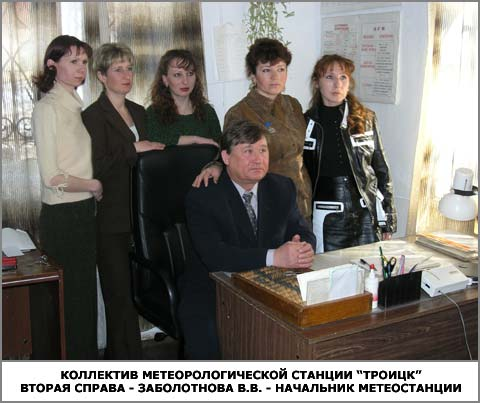 КОЛЛЕКТИВ МЕТЕОРОЛОГИЧЕСКОЙ СТАНЦИИ “ТРОИЦК”
ВТОРАЯ СПРАВА - ЗАБОЛОТНОВА В.В. - НАЧАЛЬНИК МЕТЕОСТАНЦИИ